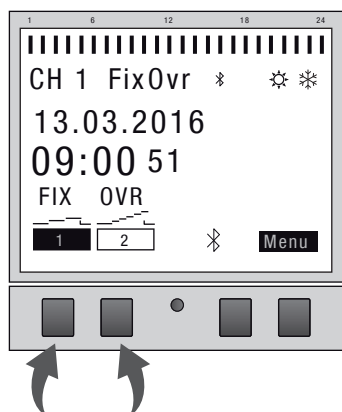 1 6 12 18 24
CH 1 FixOvr
13.03.2016
09:00 51
FIX OVR
1 2 Menu